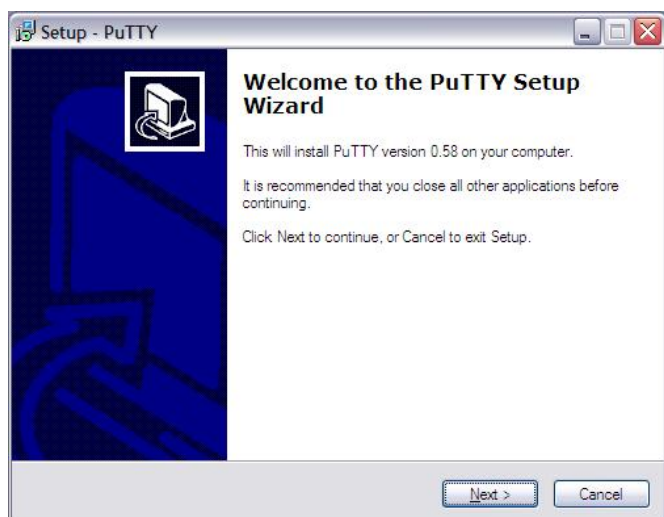 Setup - PuTTY
Welcome to the PuTTY Setup
Wizard
This will install PuTTY version 0.58 on your computer.
It is recommended that you close all other applications before
continuing.
Click Next to continue, or Cancel to exit Setup.
Next >
Cancel